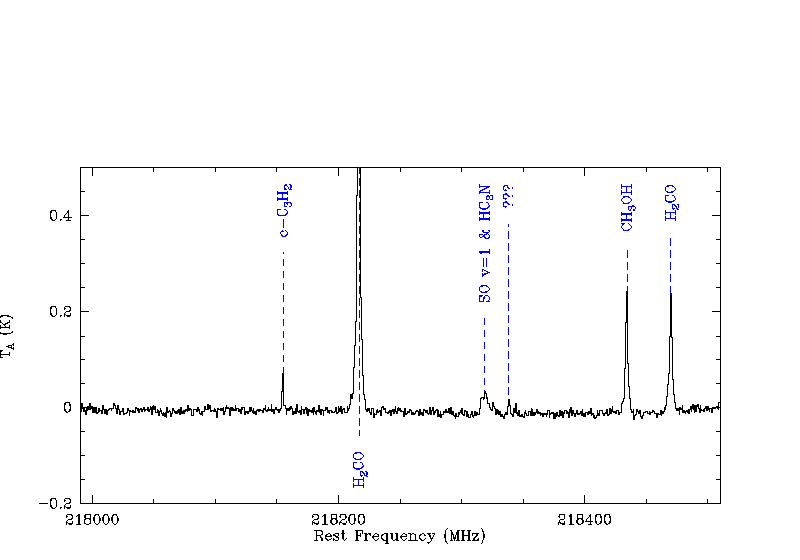 c-C₃H₂
H₂CO
SO v=1 & HC₃N
???
CH₃OH
H₂CO
0.4
0.2
0
-0.2
T_A (K)
218000
218200
218400
Rest Frequency (MHz)